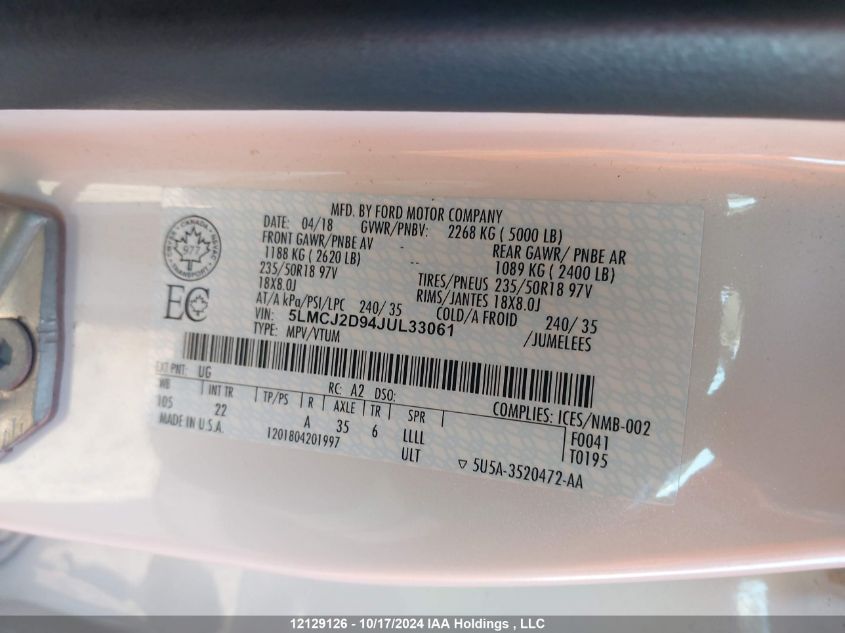 MFD. BY FORD MOTOR COMPANY
DATE: 04/18 GVWR/PNBV: 2268 KG ( 5000 LB)
FRONT GAWR/PNBE AV REAR GAWR/ PNBE AR
1188 KG ( 2620 LB) 1089 KG ( 2400 LB)
235/50R18 97V TIRES/PNEUS 235/50R18 97V
18X8.0J RIMS/JANTES 18X8.0J
AT/A kPa/PSI/LPC 240/ 35 COLD/A FROID 240/ 35
VIN: 5LMCJ2D94JUL33061 /JUMELEES
TYPE: MPV/VTUM
CANADA
977
TRANSPORT
EC
EXT PNT: UG RC: A2 DSO: COMPLIES: ICES/NMB-002
WB INT TR TP/PS R AXLE TR SPR F0041
105 22 A 35 6 LLLL T0195
MADE IN U.S.A. 1201804201997 ULT 5U5A-3520472-AA
12129126 - 10/17/2024 IAA Holdings , LLC